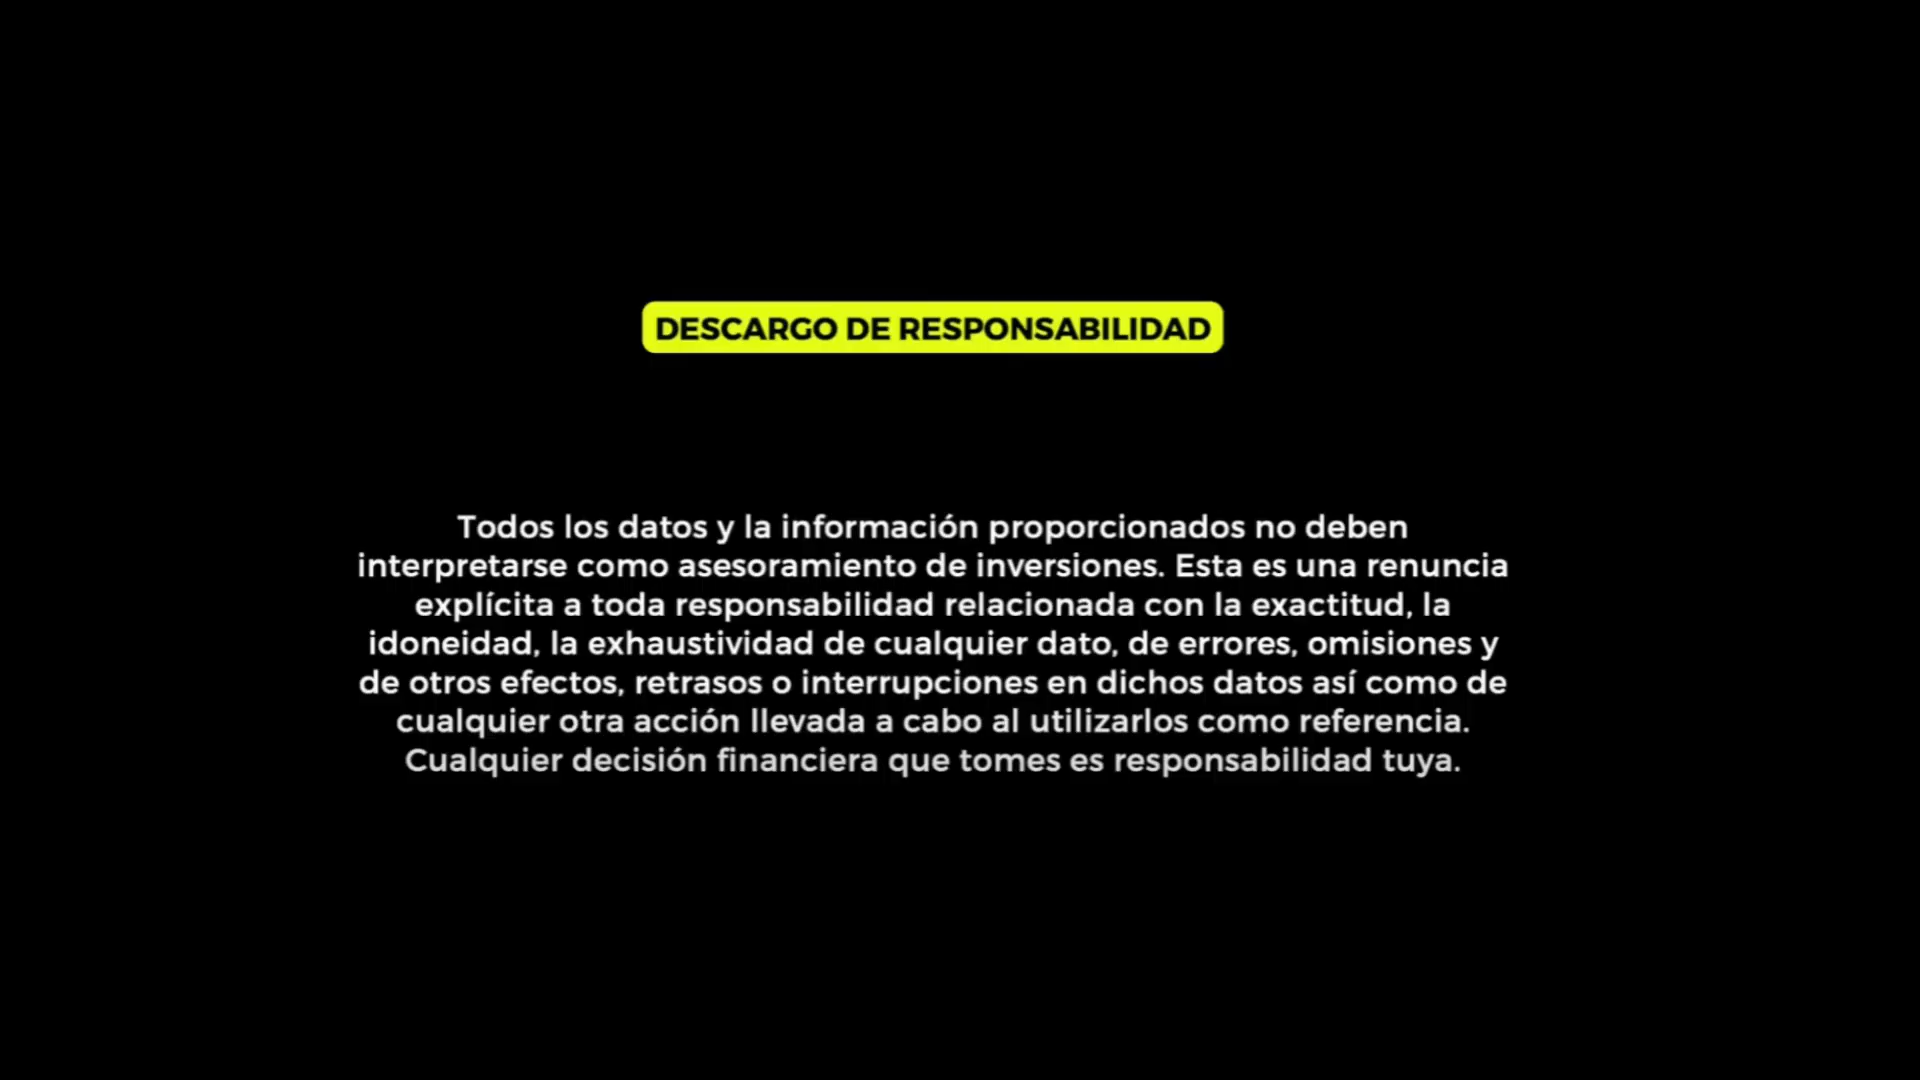 DESCARGO DE RESPONSABILIDAD
Todos los datos y la información proporcionados no deben
interpretarse como asesoramiento de inversiones. Esta es una renuncia
explícita a toda responsabilidad relacionada con la exactitud, la
idoneidad, la exhaustividad de cualquier dato, de errores, omisiones y
de otros efectos, retrasos o interrupciones en dichos datos así como de
cualquier otra acción llevada a cabo al utilizarlos como referencia.
Cualquier decisión financiera que tomes es responsabilidad tuya.